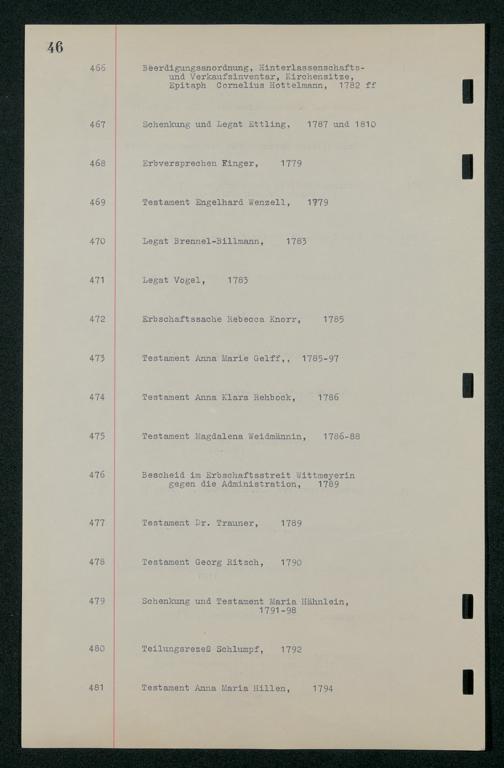 46
466 Beerdigungsanordnung, Hinterlassenschafts-
und Verkaufsinventar, Kirchensitze,
Epitaph Cornelius Hottelmann, 1782 ff
467 Schenkung und Legat Ettling, 1787 und 1810
468 Erbversprechen Finger, 1779
469 Testament Engelhard Wenzell, 1779
470 Legat Brennel-Billmann, 1783
471 Legat Vogel, 1783
472 Erbschaftssache Rebecca Knorr, 1785
473 Testament Anna Marie Gelff,, 1785-97
474 Testament Anna Klara Rehbock, 1786
475 Testament Magdalena Weidmännin, 1786-88
476 Bescheid im Erbschaftsstreit Wittmayerin
gegen die Administration, 1789
477 Testament Dr. Trauner, 1789
478 Testament Georg Ritsch, 1790
479 Schenkung und Testament Maria Hähnlein,
1791-98
480 Teilungsrezeß Schlumpf, 1792
481 Testament Anna Maria Hillen, 1794